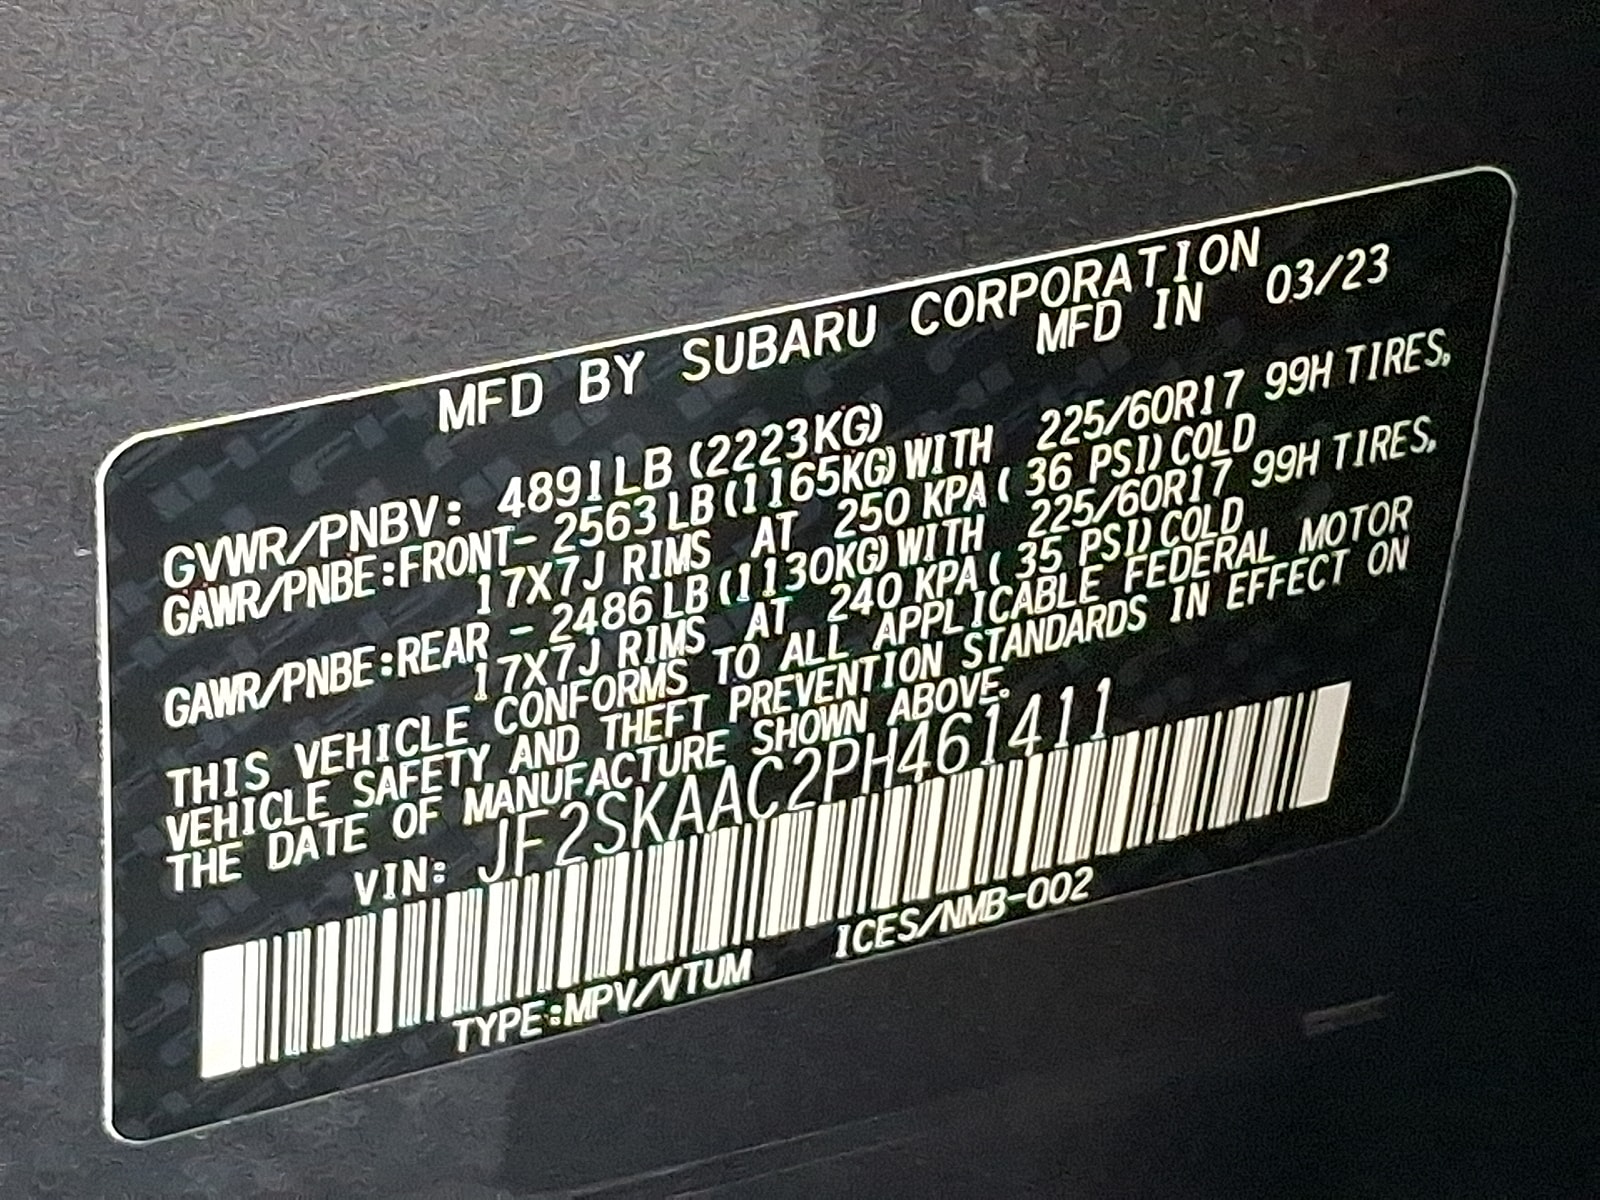 MFD BY SUBARU CORPORATION
MFD IN 03/23
GVWR/PNBV: 4891LB (2223KG)
GAWR/PNBE:FRONT- 2563LB(1165KG)WITH 225/60R17 99H TIRES,
17X7J RIMS AT 250 KPA( 36 PSI)COLD
GAWR/PNBE:REAR - 2486LB(1130KG)WITH 225/60R17 99H TIRES,
17X7J RIMS AT 240 KPA( 35 PSI)COLD
THIS VEHICLE CONFORMS TO ALL APPLICABLE FEDERAL MOTOR
VEHICLE SAFETY AND THEFT PREVENTION STANDARDS IN EFFECT ON
THE DATE OF MANUFACTURE SHOWN ABOVE.
VIN: JF2SKAAC2PH461411
TYPE:MPV/VTUM ICES/NMB-002